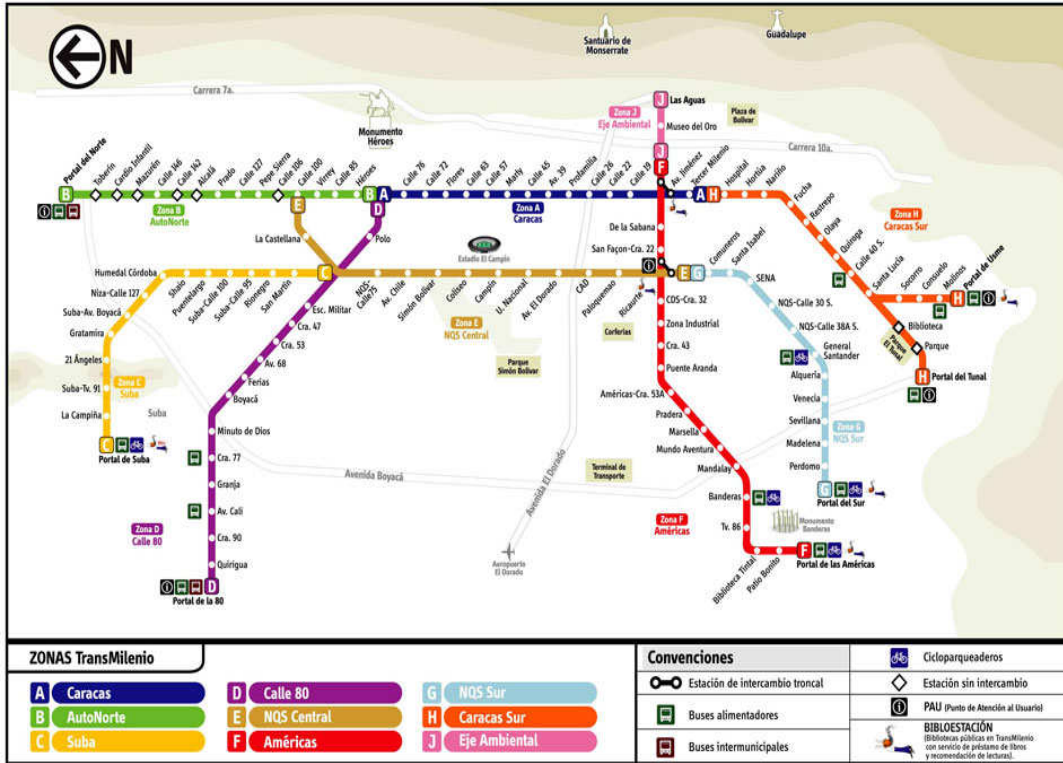 N
Santuario de
Monserrate
Guadalupe
Carrera 7a.
Monumento
Héroes
Zona J
Eje Ambiental
J
Las Aguas
Museo del Oro
Plaza de
Bolívar
Carrera 10a.
J
F
Portal del Norte
B
Toberín
Cardio Infantil
Mazurén
Calle 146
Calle 142
Alcalá
Prado
Calle 127
Pepe Sierra
Calle 106
Calle 100
Virrey
Calle 85
Héroes
B
A
D
E
Calle 76
Calle 72
Flores
Calle 63
Calle 57
Marly
Calle 45
Av. 39
Profamilia
Calle 26
Calle 22
Calle 19
Av. Jiménez
Tercer Milenio
A
H
Hospital
Hortúa
Nariño
Fucha
Restrepo
Olaya
Quiroga
Calle 40 S.
Santa Lucía
Socorro
Consuelo
Molinos
H
Portal de Usme
Zona H
Caracas Sur
Biblioteca
Parque
Parque
El Tunal
H
Portal del Tunal
Zona B
AutoNorte
Zona A
Caracas
La Castellana
Polo
Estadio El Campín
De la Sabana
San Façon-Cra. 22
Humedal Córdoba
Niza-Calle 127
Suba-Av. Boyacá
Gratamira
21 Ángeles
Suba-Tv. 91
La Campiña
C
Portal de Suba
Zona C
Suba
Suba
Shaio
Puentelargo
Suba-Calle 100
Suba-Calle 95
Rionegro
San Martín
C
NQS-
Calle75
Av. Chile
Simón Bolívar
Coliseo
Campín
U. Nacional
Av. El Dorado
CAD
Paloquemao
Ricaurte
E
G
Comuneros
Santa Isabel
SENA
NQS-Calle 30 S.
NQS-Calle 38A S.
General
Santander
Alquería
Venecia
Sevillana
Madelena
Perdomo
G
Portal del Sur
Zona G
NQS Sur
Zona E
NQS Central
Parque
Simón Bolívar
Corferias
Esc. Militar
Cra. 47
Cra. 53
Av. 68
Ferias
Boyacá
Minuto de Dios
Cra. 77
Granja
Av. Cali
Cra. 90
Quirigua
D
Portal de la 80
Zona D
Calle 80
Avenida Boyacá
Avenida El Dorado
Aeropuerto
El Dorado
Terminal de
Transporte
CDS-Cra. 32
Zona Industrial
Cra. 43
Puente Aranda
Américas-Cra. 53A
Pradera
Marsella
Mundo Aventura
Mandalay
Banderas
Tv. 86
Biblioteca Tintal
Patio Bonito
F
Portal de las Américas
Zona F
Américas
Monumento
Banderas
ZONAS TransMilenio
A Caracas
B AutoNorte
C Suba
D Calle 80
E NQS Central
F Américas
G NQS Sur
H Caracas Sur
J Eje Ambiental
Convenciones
Estación de intercambio troncal
Buses alimentadores
Buses intermunicipales
Cicloparqueaderos
Estación sin intercambio
PAU (Punto de Atención al Usuario)
BIBLOESTACIÓN
(Bibliotecas públicas en TransMilenio
con servicio de préstamo de libros
y recomendación de lecturas).